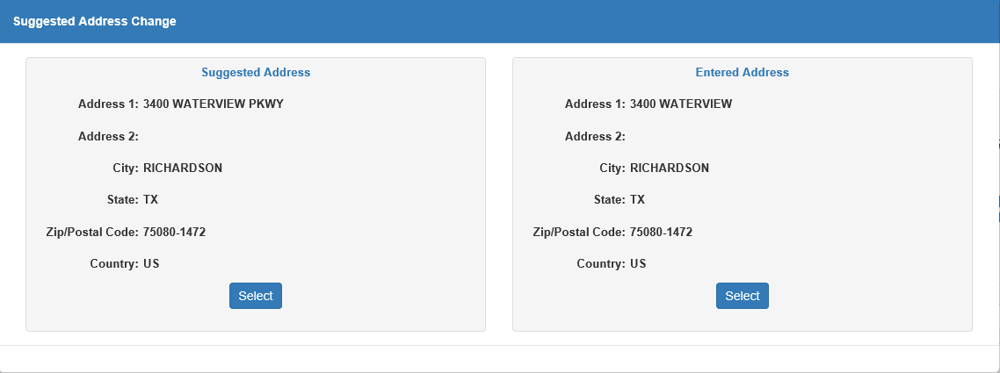 Suggested Address Change
Suggested Address
Address 1: 3400 WATERVIEW PKWY
Address 2:
City: RICHARDSON
State: TX
Zip/Postal Code: 75080-1472
Country: US
Select
Entered Address
Address 1: 3400 WATERVIEW
Address 2:
City: RICHARDSON
State: TX
Zip/Postal Code: 75080-1472
Country: US
Select